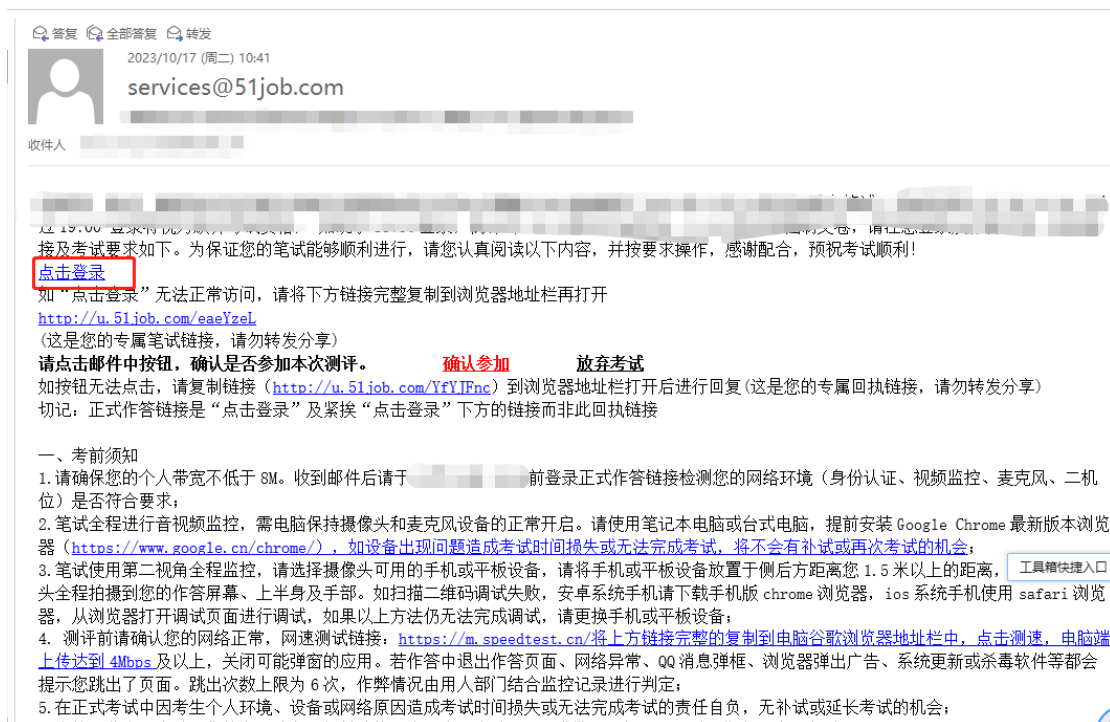 答复 全部答复 转发
2023/10/17 (周二) 10:41
services@51job.com
收件人
接及考试要求如下。为保证您的笔试能够顺利进行，请您认真阅读以下内容，并按要求操作，感谢配合，预祝考试顺利！
点击登录
如“点击登录”无法正常访问，请将下方链接完整复制到浏览器地址栏再打开
http://u.51job.com/eaeYzeL
(这是您的专属笔试链接，请勿转发分享)
请点击邮件中按钮，确认是否参加本次测评。 确认参加 放弃考试
如按钮无法点击，请复制链接（http://u.51job.com/YfYJFnc）到浏览器地址栏打开后进行回复(这是您的专属回执链接，请勿转发分享)
切记：正式作答链接是“点击登录”及紧挨“点击登录”下方的链接而非此回执链接
一、考前须知
1.请确保您的个人带宽不低于 8M。收到邮件后请于 前登录正式作答链接检测您的网络环境（身份认证、视频监控、麦克风、二机
位）是否符合要求；
2.笔试全程进行音视频监控，需电脑保持摄像头和麦克风设备的正常开启。请使用笔记本电脑或台式电脑，提前安装 Google Chrome 最新版本浏览
器（https://www.google.cn/chrome/），如设备出现问题造成考试时间损失或无法完成考试，将不会有补试或再次考试的机会；
3.笔试使用第二视角全程监控，请选择摄像头可用的手机或平板设备，请将手机或平板设备放置于侧后方距离您 1.5 米以上的距离，
工具箱快捷入口
头全程拍摄到您的作答屏幕、上半身及手部。如扫描二维码调试失败，安卓系统手机请下载手机版 chrome 浏览器，ios 系统手机使用 safari 浏览
器，从浏览器打开调试页面进行调试，如果以上方法仍无法完成调试，请更换手机或平板设备；
4. 测评前请确认您的网络正常，网速测试链接：https://m.speedtest.cn/将上方链接完整的复制到电脑谷歌浏览器地址栏中，点击测速，电脑端
上传达到 4Mbps 及以上，关闭可能弹窗的应用。若作答中退出作答页面、网络异常、QQ 消息弹框、浏览器弹出广告、系统更新或杀毒软件等都会
提示您跳出了页面。跳出次数上限为 6 次，作弊情况由用人部门结合监控记录进行判定；
5.在正式考试中因考生个人环境、设备或网络原因造成考试时间损失或无法完成考试的责任自负，无补试或延长考试的机会；